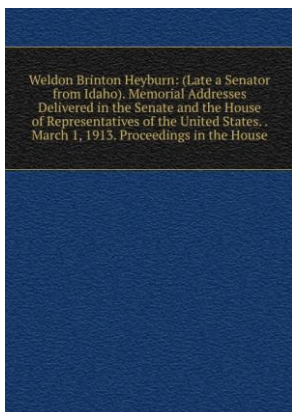 Weldon Brinton Heyburn: (Late a Senator
from Idaho). Memorial Addresses
Delivered in the Senate and the House
of Representatives of the United States. .
March 1, 1913. Proceedings in the House